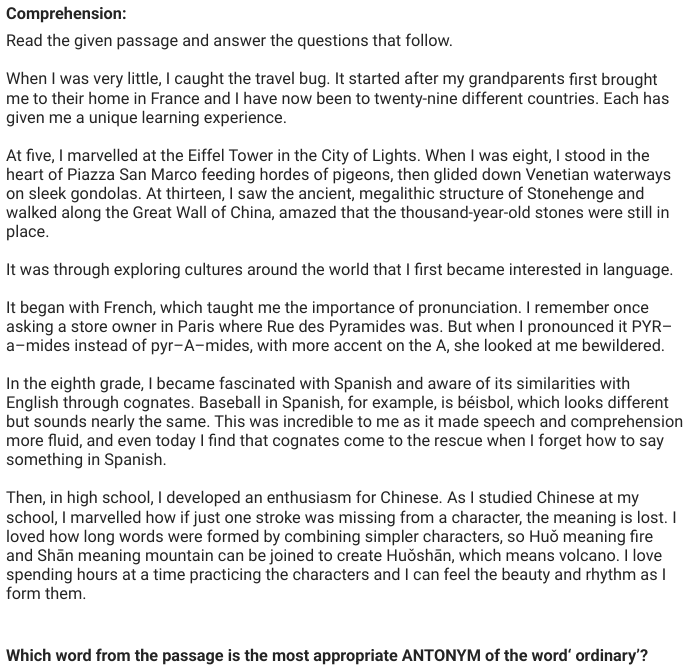 Comprehension:
Read the given passage and answer the questions that follow.
When I was very little, I caught the travel bug. It started after my grandparents first brought
me to their home in France and I have now been to twenty-nine different countries. Each has
given me a unique learning experience.
At five, I marvelled at the Eiffel Tower in the City of Lights. When I was eight, I stood in the
heart of Piazza San Marco feeding hordes of pigeons, then glided down Venetian waterways
on sleek gondolas. At thirteen, I saw the ancient, megalithic structure of Stonehenge and
walked along the Great Wall of China, amazed that the thousand-year-old stones were still in
place.
It was through exploring cultures around the world that I first became interested in language.
It began with French, which taught me the importance of pronunciation. I remember once
asking a store owner in Paris where Rue des Pyramides was. But when I pronounced it PYR–
a–mides instead of pyr–A–mides, with more accent on the A, she looked at me bewildered.
In the eighth grade, I became fascinated with Spanish and aware of its similarities with
English through cognates. Baseball in Spanish, for example, is béisbol, which looks different
but sounds nearly the same. This was incredible to me as it made speech and comprehension
more fluid, and even today I find that cognates come to the rescue when I forget how to say
something in Spanish.
Then, in high school, I developed an enthusiasm for Chinese. As I studied Chinese at my
school, I marvelled how if just one stroke was missing from a character, the meaning is lost. I
loved how long words were formed by combining simpler characters, so Huǒ meaning fire
and Shān meaning mountain can be joined to create Huǒshān, which means volcano. I love
spending hours at a time practicing the characters and I can feel the beauty and rhythm as I
form them.
Which word from the passage is the most appropriate ANTONYM of the word‘ ordinary’?